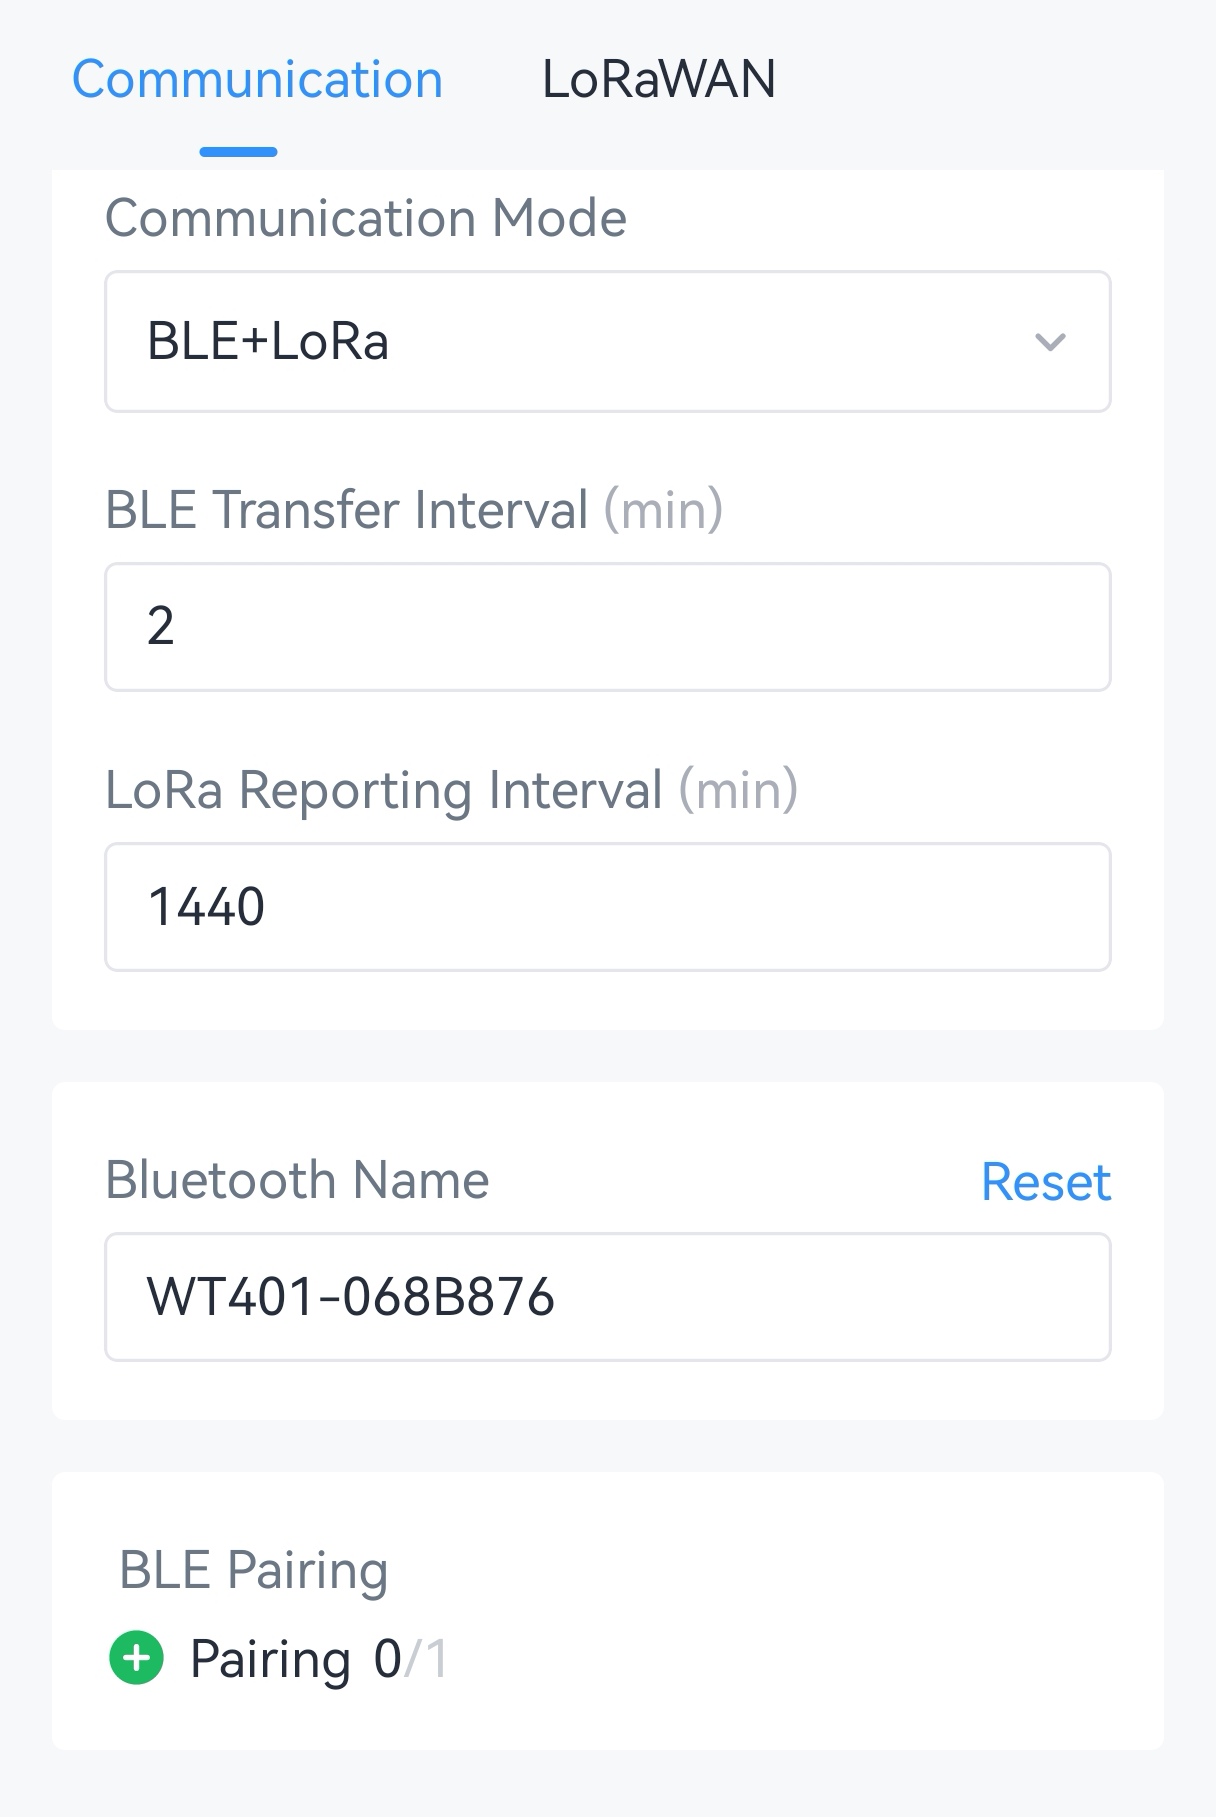 Communication LoRaWAN
Communication Mode
BLE+LoRa
BLE Transfer Interval (min)
2
LoRa Reporting Interval (min)
1440
Bluetooth Name Reset
WT401-068B876
BLE Pairing
Pairing 0/1